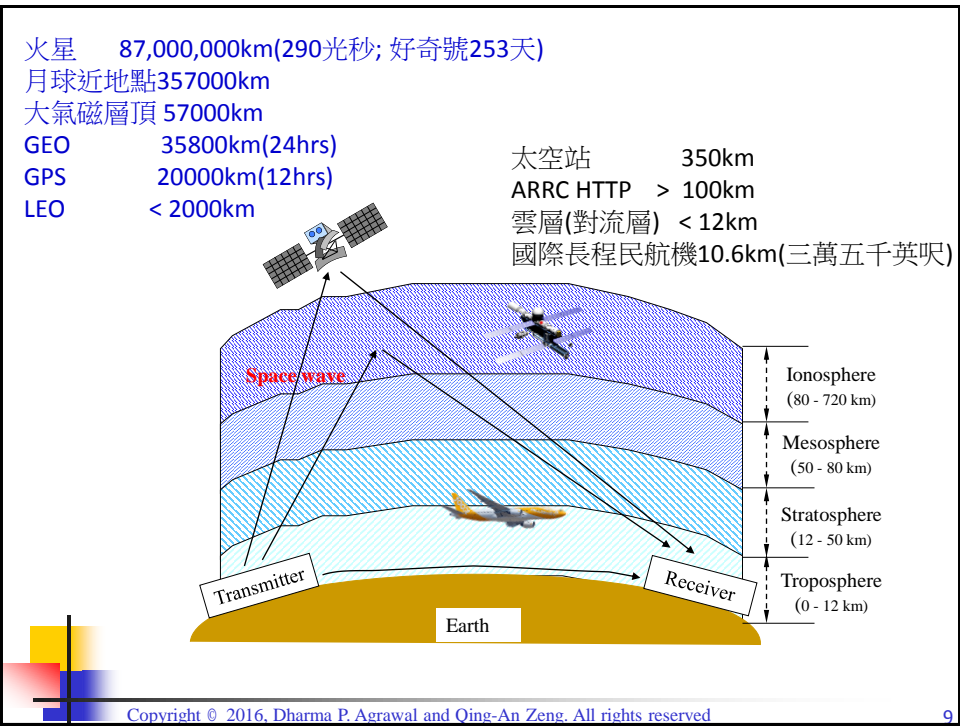 火星 87,000,000km(290光秒; 好奇號253天)
月球近地點357000km
大氣磁層頂 57000km
GEO 35800km(24hrs)
GPS 20000km(12hrs)
LEO < 2000km
太空站 350km
ARRC HTTP > 100km
雲層(對流層) < 12km
國際長程民航機10.6km(三萬五千英呎)
Space wave
Ionosphere
(80 - 720 km)
Mesosphere
(50 - 80 km)
Stratosphere
(12 - 50 km)
Troposphere
(0 - 12 km)
Transmitter
Receiver
Earth
Copyright © 2016, Dharma P. Agrawal and Qing-An Zeng. All rights reserved
9